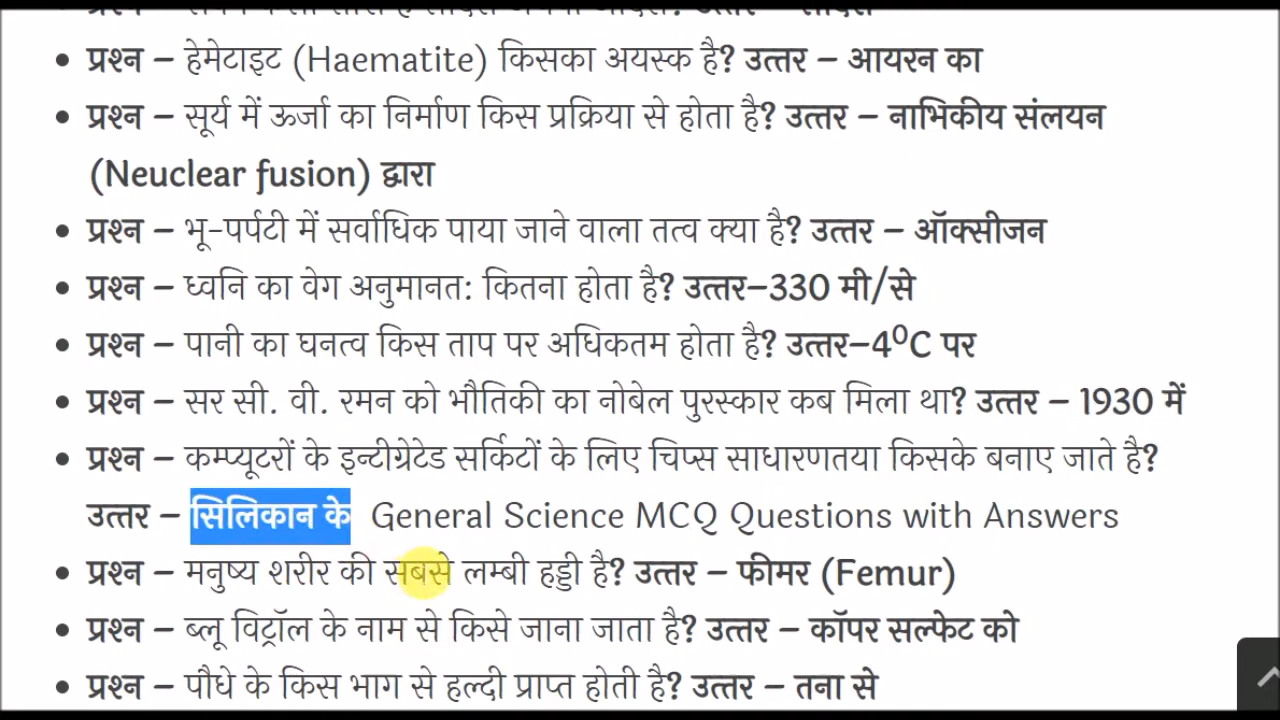 प्रश्न – हेमेटाइट (Haematite) किसका अयस्क है? उत्तर – आयरन का
प्रश्न – सूर्य में ऊर्जा का निर्माण किस प्रक्रिया से होता है? उत्तर – नाभिकीय संलयन
(Neuclear fusion) द्वारा
प्रश्न – भू-पर्पटी में सर्वाधिक पाया जाने वाला तत्व क्या है? उत्तर – ऑक्सीजन
प्रश्न – ध्वनि का वेग अनुमानत: कितना होता है? उत्तर–330 मी/से
प्रश्न – पानी का घनत्व किस ताप पर अधिकतम होता है? उत्तर–4⁰C पर
प्रश्न – सर सी. वी. रमन को भौतिकी का नोबेल पुरस्कार कब मिला था? उत्तर – 1930 में
प्रश्न – कम्प्यूटरों के इन्टीग्रेटेड सर्किटों के लिए चिप्स साधारणतया किसके बनाए जाते है?
उत्तर – सिलिकान के General Science MCQ Questions with Answers
प्रश्न – मनुष्य शरीर की सबसे लम्बी हड्डी है? उत्तर – फीमर (Femur)
प्रश्न – ब्लू विट्रॉल के नाम से किसे जाना जाता है? उत्तर – कॉपर सल्फेट को
प्रश्न – पौधे के किस भाग से हल्दी प्राप्त होती है? उत्तर – तना से